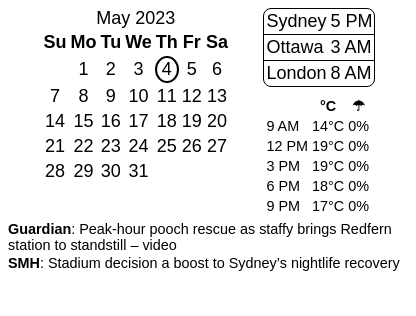 May 2023
Su Mo Tu We Th Fr Sa
1 2 3 4 5 6
7 8 9 10 11 12 13
14 15 16 17 18 19 20
21 22 23 24 25 26 27
28 29 30 31
Sydney 5 PM
Ottawa 3 AM
London 8 AM
°C ☂
9 AM 14°C 0%
12 PM 19°C 0%
3 PM 19°C 0%
6 PM 18°C 0%
9 PM 17°C 0%
Guardian: Peak-hour pooch rescue as staffy brings Redfern
station to standstill – video
SMH: Stadium decision a boost to Sydney’s nightlife recovery